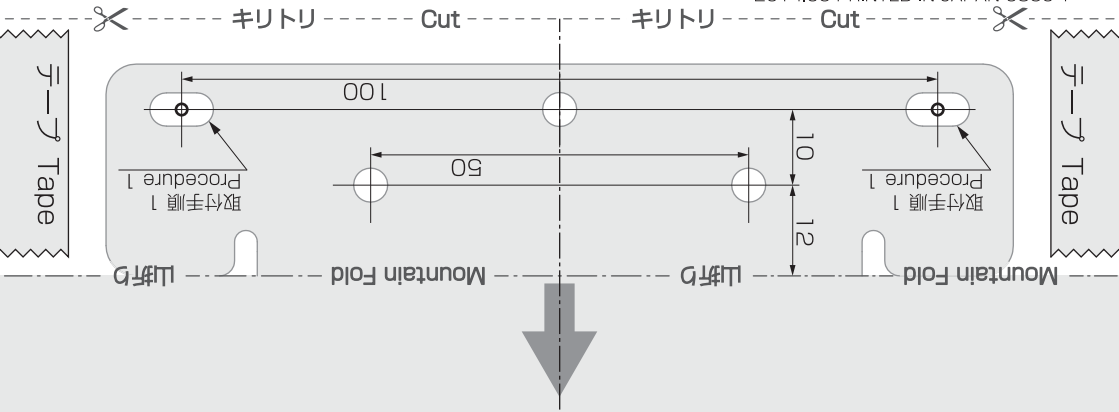 キリトリ Cut キリトリ Cut
テープ Tape
テープ Tape
100
50
10
12
取付手順 1
Procedure 1
取付手順 1
Procedure 1
山折り Mountain Fold 山折り Mountain Fold